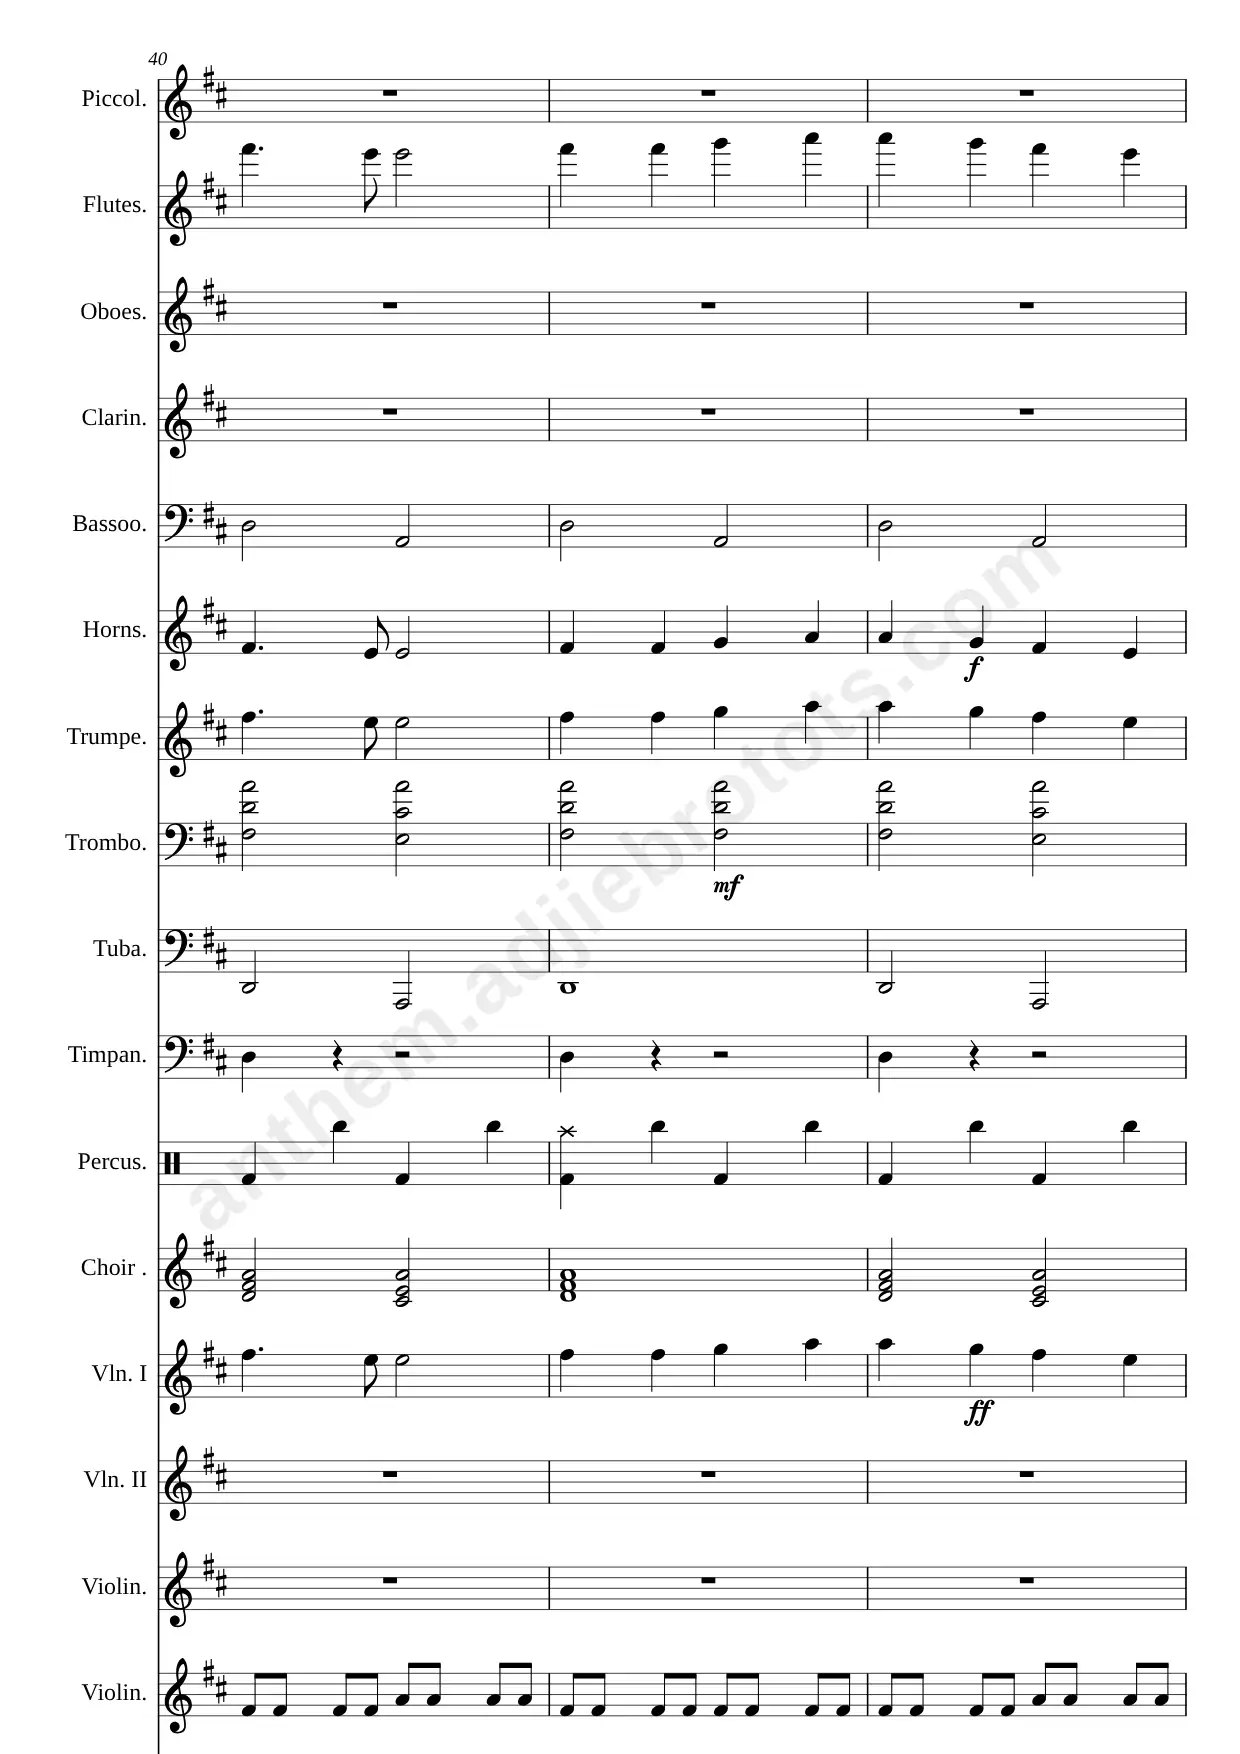 40
Piccol.
Flutes.
Oboes.
Clarin.
Bassoo.
Horns.
f
Trumpe.
Trombo.
mf
Tuba.
Timpan.
Percus.
Choir .
Vln. I
ff
Vln. II
Violin.
Violin.
anthem.adjiebrotots.com